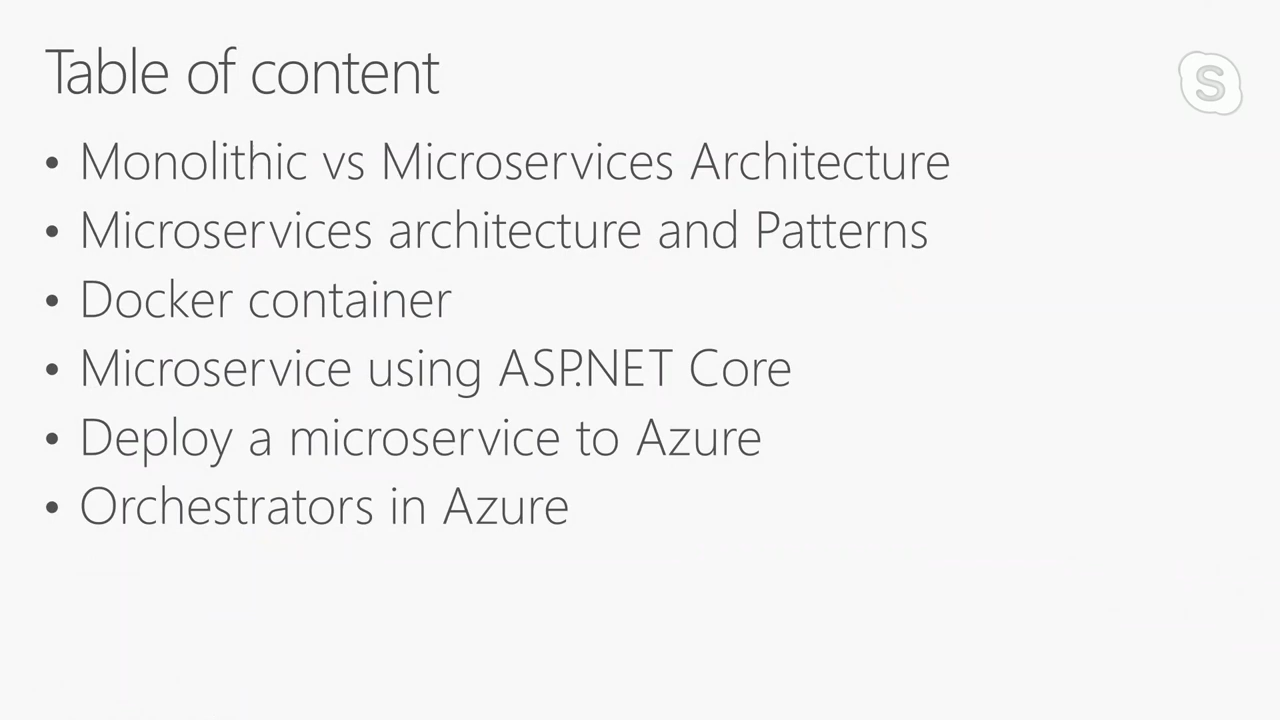 Table of content
S
• Monolithic vs Microservices Architecture
• Microservices architecture and Patterns
• Docker container
• Microservice using ASP.NET Core
• Deploy a microservice to Azure
• Orchestrators in Azure